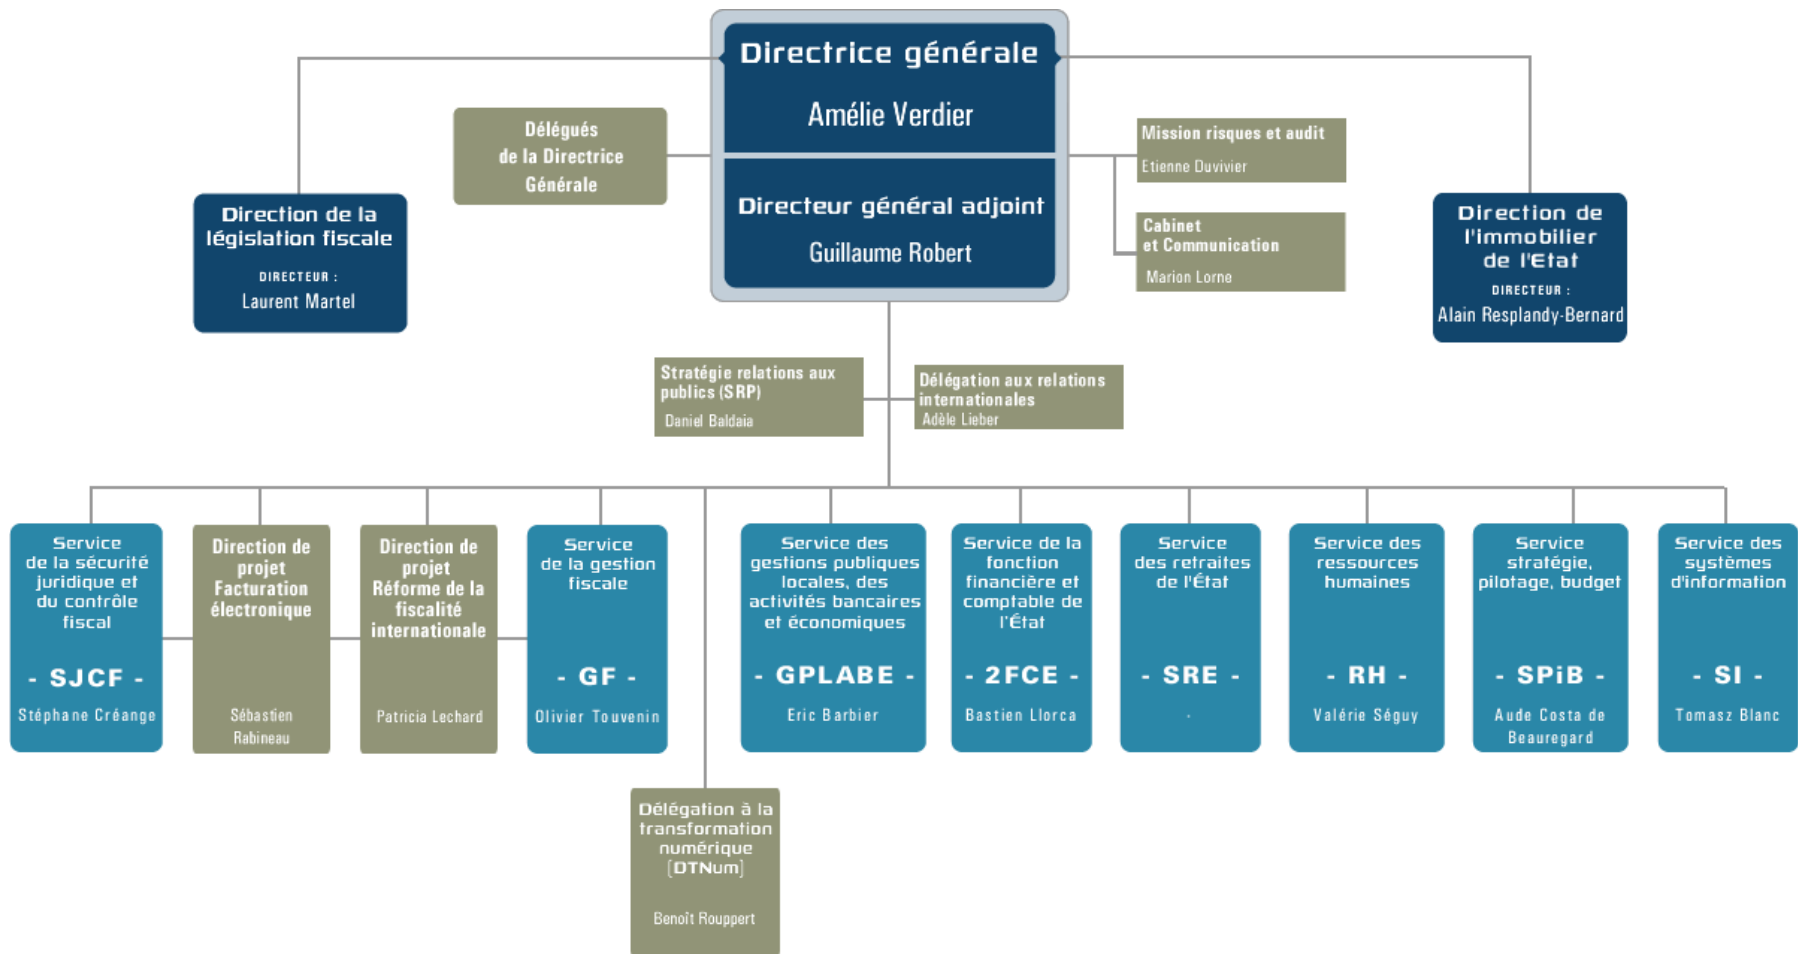 Directrice générale
Amélie Verdier
Directeur général adjoint
Guillaume Robert
Délégués
de la Directrice
Générale
Mission risques et audit
Etienne Duvivier
Cabinet
et Communication
Marion Lorne
Direction de la
législation fiscale
DIRECTEUR :
Laurent Martel
Direction de
l'immobilier
de l'Etat
DIRECTEUR :
Alain Resplandy-Bernard
Stratégie relations aux
publics (SRP)
Daniel Baldaia
Délégation aux relations
internationales
Adèle Lieber
Service
de la sécurité
juridique et
du contrôle
fiscal
- SJCF -
Stéphane Créange
Direction de
projet
Facturation
électronique
Sébastien
Rabineau
Direction de
projet
Réforme de la
fiscalité
internationale
Patricia Lechard
Service
de la gestion
fiscale
- GF -
Olivier Touvenin
Service des
gestions publiques
locales, des
activités bancaires
et économiques
- GPLABE -
Eric Barbier
Service de la
fonction
financière et
comptable de
l'État
- 2FCE -
Bastien Llorca
Service
des retraites
de l'État
- SRE -
.
Service des
ressources
humaines
- RH -
Valérie Séguy
Service
stratégie,
pilotage, budget
- SPiB -
Aude Costa de
Beauregard
Service des
systèmes
d'information
- SI -
Tomasz Blanc
Délégation à la
transformation
numérique
(DTNum)
Benoît Rouppert